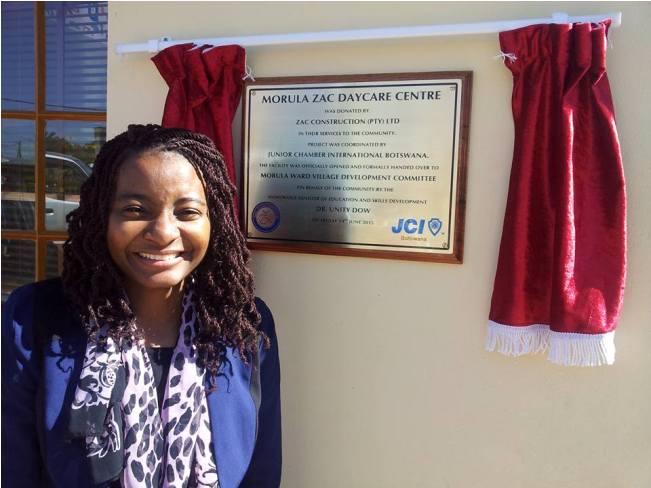 MORULA ZAC DAYCARE CENTRE
WAS DONATED BY
ZAC CONSTRUCTION (PTY) LTD
IN THEIR SERVICES TO THE COMMUNITY.
PROJECT WAS COORDINATED BY
JUNIOR CHAMBER INTERNATIONAL BOTSWANA.
THE FACILITY WAS OFFICIALLY OPENED AND FORMALLY HANDED OVER TO
MORULA WARD VILLAGE DEVELOPMENT COMMITTEE
BEHALF OF THE COMMUNITY BY THE
HONOURABLE MINISTER OF EDUCATION AND SKILLS DEVELOPMENT
DR. UNITY DOW
JUNE
JCI
Botswana